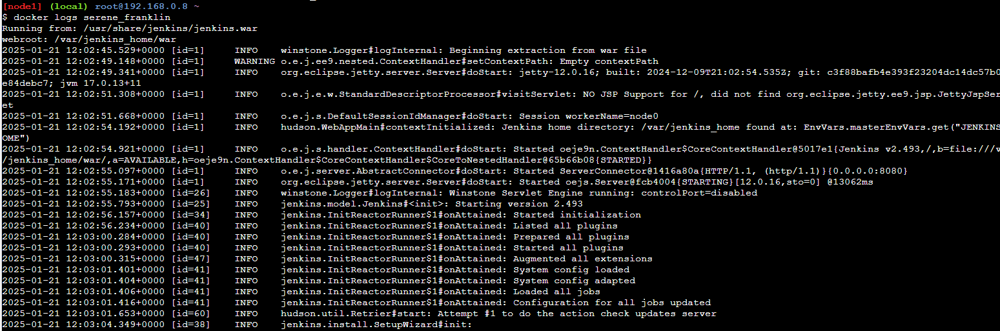 [node1] (local) root@192.168.0.8 ~
$ docker logs serene_franklin
Running from: /usr/share/jenkins/jenkins.war
webroot: /var/jenkins_home/war
2025-01-21 12:02:45.529+0000 [id=1]     INFO    winstone.Logger#logInternal: Beginning extraction from war file
2025-01-21 12:02:49.148+0000 [id=1]     WARNING o.e.j.ee9.nested.ContextHandler#setContextPath: Empty contextPath
2025-01-21 12:02:49.341+0000 [id=1]     INFO    org.eclipse.jetty.server.Server#doStart: jetty-12.0.16; built: 2024-12-09T21:02:54.535Z; git: c3f88bafb4e393f23204dc14dc57b0
e84debc7; jvm 17.0.13+11
2025-01-21 12:02:51.308+0000 [id=1]     INFO    o.e.j.e.w.StandardDescriptorProcessor#visitServlet: NO JSP Support for /, did not find org.eclipse.jetty.ee9.jsp.JettyJspSer
et
2025-01-21 12:02:51.668+0000 [id=1]     INFO    o.e.j.s.DefaultSessionIdManager#doStart: Session workerName=node0
2025-01-21 12:02:54.192+0000 [id=1]     INFO    hudson.WebAppMain#contextInitialized: Jenkins home directory: /var/jenkins_home found at: EnvVars.masterEnvVars.get("JENKINS
OME")
2025-01-21 12:02:54.921+0000 [id=1]     INFO    o.e.j.s.handler.ContextHandler#doStart: Started oeje9n.ContextHandler$CoreContextHandler@5017e1{Jenkins v2.493,/,b=file:///v
/jenkins_home/war/,a=AVAILABLE,h=oeje9n.ContextHandler$CoreContextHandler$CoreToNestedHandler@65b66b08{STARTED}}
2025-01-21 12:02:55.097+0000 [id=1]     INFO    o.e.j.server.AbstractConnector#doStart: Started ServerConnector@1416a80a{HTTP/1.1, (http/1.1)}{0.0.0.0:8080}
2025-01-21 12:02:55.171+0000 [id=1]     INFO    org.eclipse.jetty.server.Server#doStart: Started oejs.Server@fcb4004{STARTING}[12.0.16,sto=0] @13062ms
2025-01-21 12:02:55.183+0000 [id=26]    INFO    winstone.Logger#logInternal: Winstone Servlet Engine running: controlPort=disabled
2025-01-21 12:02:55.793+0000 [id=25]    INFO    jenkins.model.Jenkins#<init>: Starting version 2.493
2025-01-21 12:02:56.157+0000 [id=34]    INFO    jenkins.InitReactorRunner$1#onAttained: Started initialization
2025-01-21 12:02:56.234+0000 [id=40]    INFO    jenkins.InitReactorRunner$1#onAttained: Listed all plugins
2025-01-21 12:03:00.284+0000 [id=40]    INFO    jenkins.InitReactorRunner$1#onAttained: Prepared all plugins
2025-01-21 12:03:00.293+0000 [id=40]    INFO    jenkins.InitReactorRunner$1#onAttained: Started all plugins
2025-01-21 12:03:00.315+0000 [id=47]    INFO    jenkins.InitReactorRunner$1#onAttained: Augmented all extensions
2025-01-21 12:03:01.401+0000 [id=41]    INFO    jenkins.InitReactorRunner$1#onAttained: System config loaded
2025-01-21 12:03:01.404+0000 [id=41]    INFO    jenkins.InitReactorRunner$1#onAttained: System config adapted
2025-01-21 12:03:01.406+0000 [id=41]    INFO    jenkins.InitReactorRunner$1#onAttained: Loaded all jobs
2025-01-21 12:03:01.416+0000 [id=41]    INFO    jenkins.InitReactorRunner$1#onAttained: Configuration for all jobs updated
2025-01-21 12:03:01.653+0000 [id=60]    INFO    hudson.util.Retrier#start: Attempt #1 to do the action check updates server
2025-01-21 12:03:04.349+0000 [id=38]    INFO    jenkins.install.SetupWizard#init: